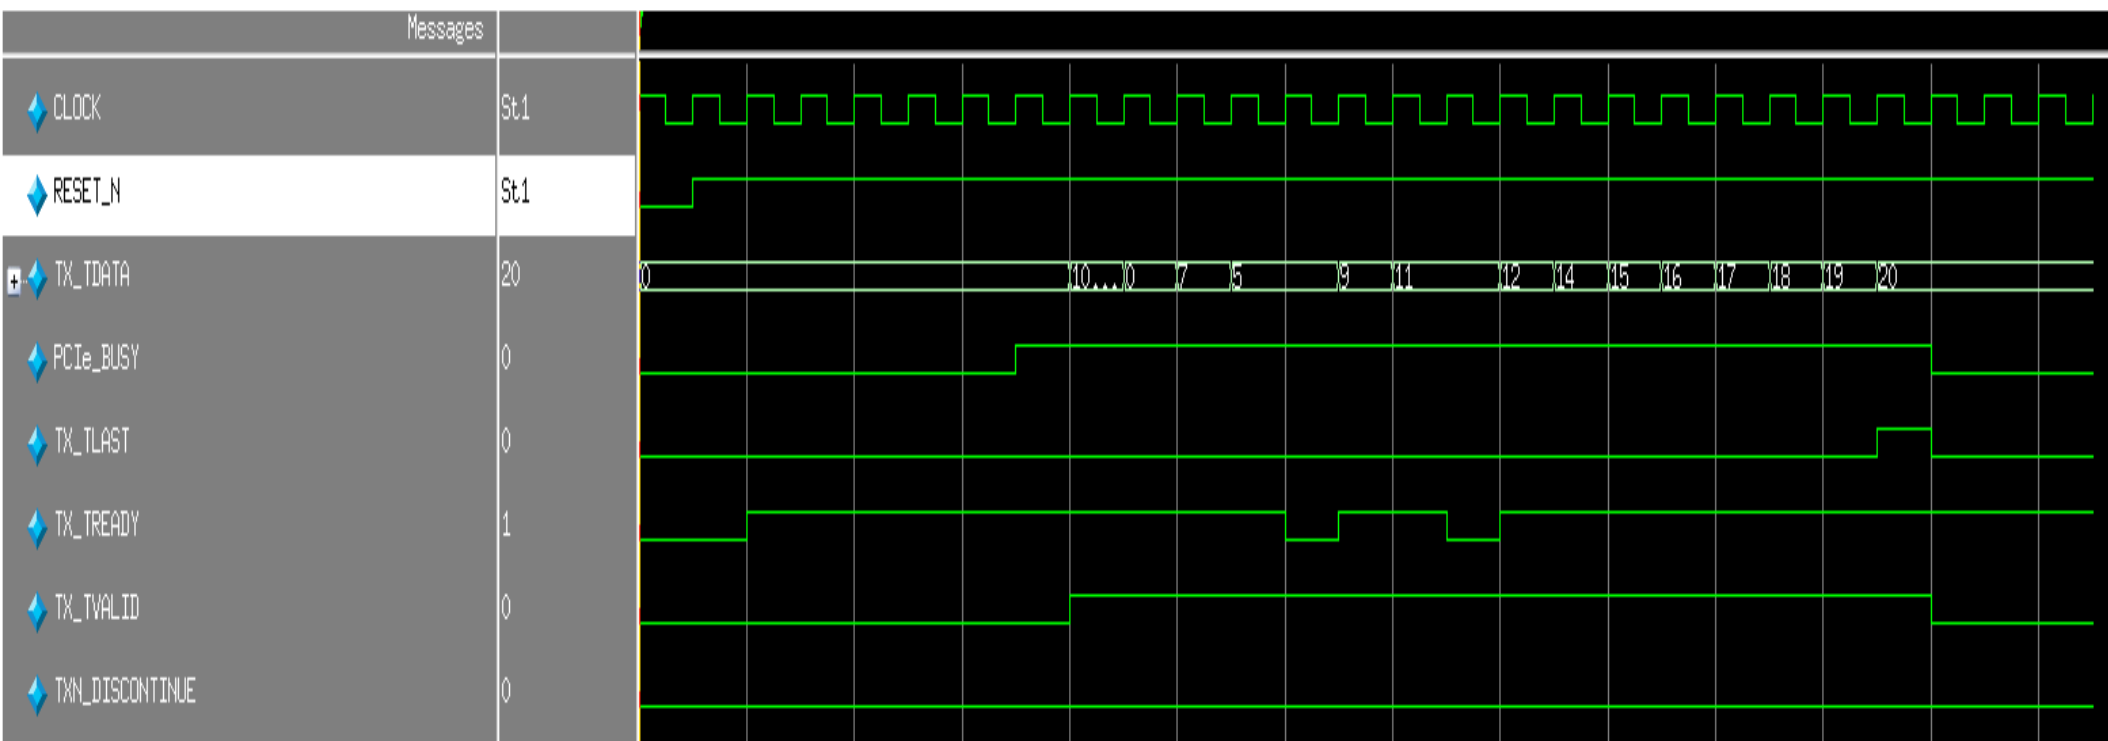 Messages
CLOCK St1
RESET_N St1
TX_TDATA 20 0 10... 0 7 5 9 11 12 14 15 16 17 18 19 20
PCIe_BUSY 0
TX_TLAST 0
TX_TREADY 1
TX_TVALID 0
TXN_DISCONTINUE 0